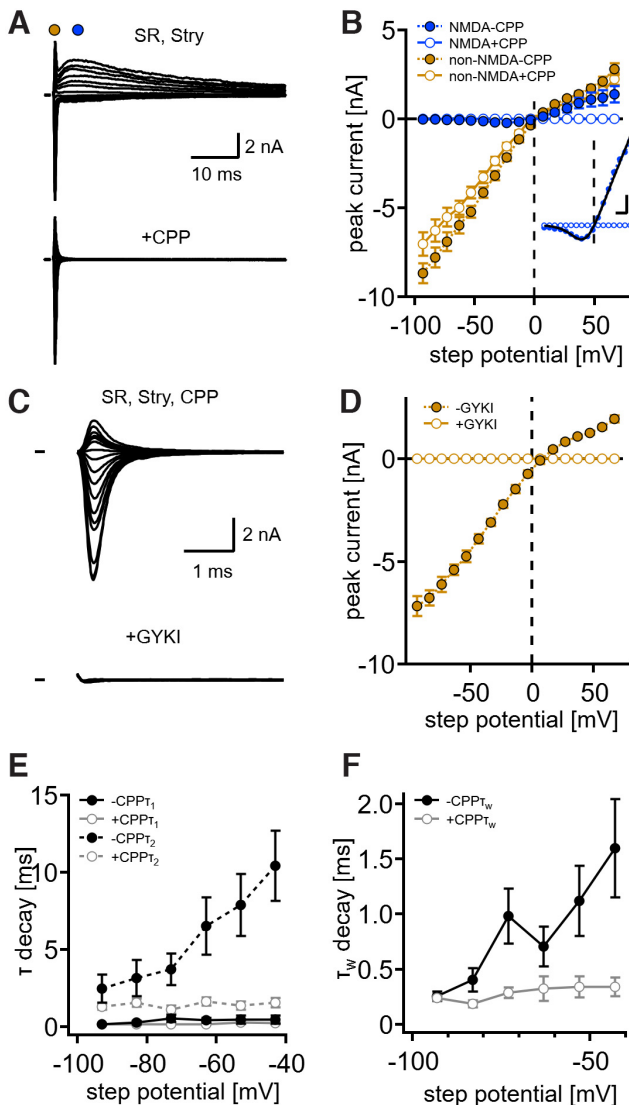 A
SR, Stry
2 nA
10 ms
+CPP
B
NMDA-CPP
NMDA+CPP
non-NMDA-CPP
non-NMDA+CPP
5
0
-5
-10
peak current [nA]
-100
-50
0
50
step potential [mV]
C
SR, Stry, CPP
2 nA
1 ms
+GYKI
D
-GYKI
+GYKI
0
-5
-10
peak current [nA]
-50
0
50
step potential [mV]
E
-CPPτ1
+CPPτ1
-CPPτ2
+CPPτ2
15
10
5
0
τ decay [ms]
-100
-80
-60
-40
step potential [mV]
F
-CPPτw
+CPPτw
2.0
1.5
1.0
0.5
0
τw decay [ms]
-100
-50
step potential [mV]